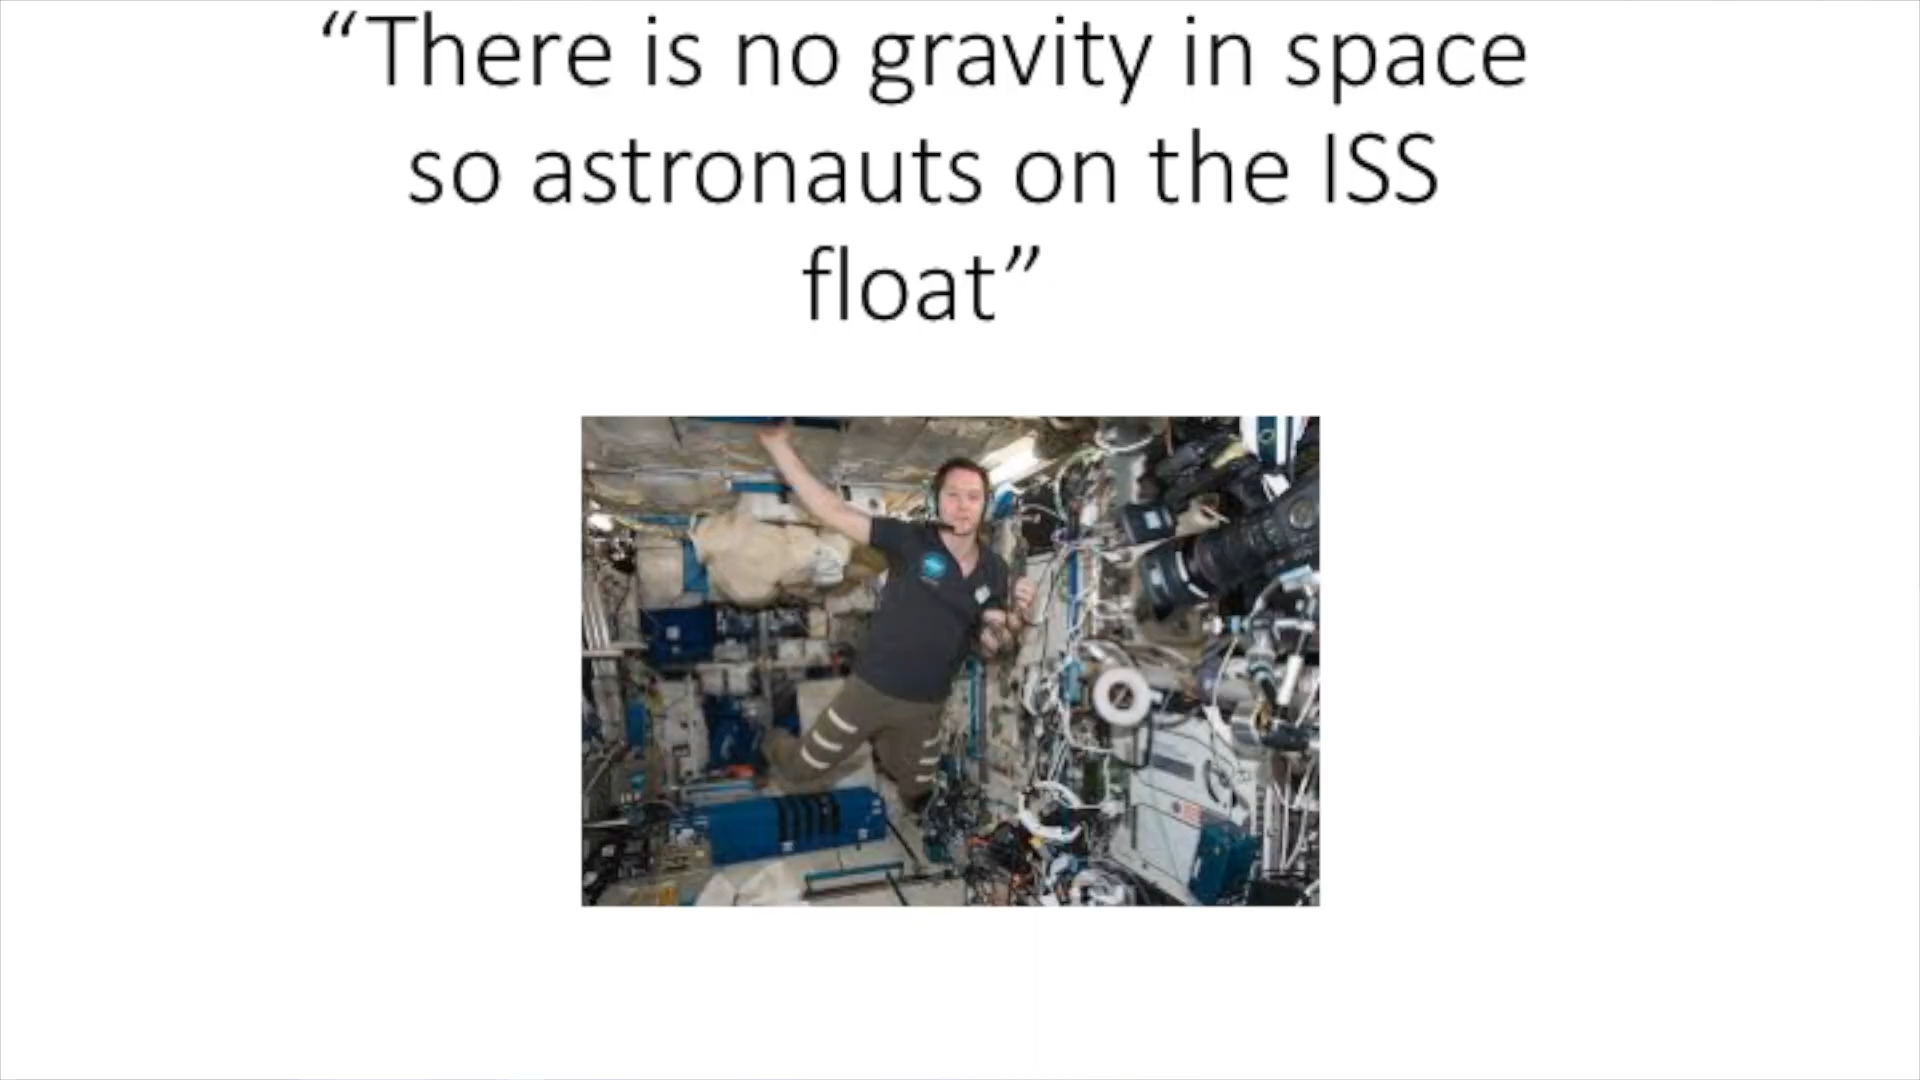 “There is no gravity in space
so astronauts on the ISS
float”